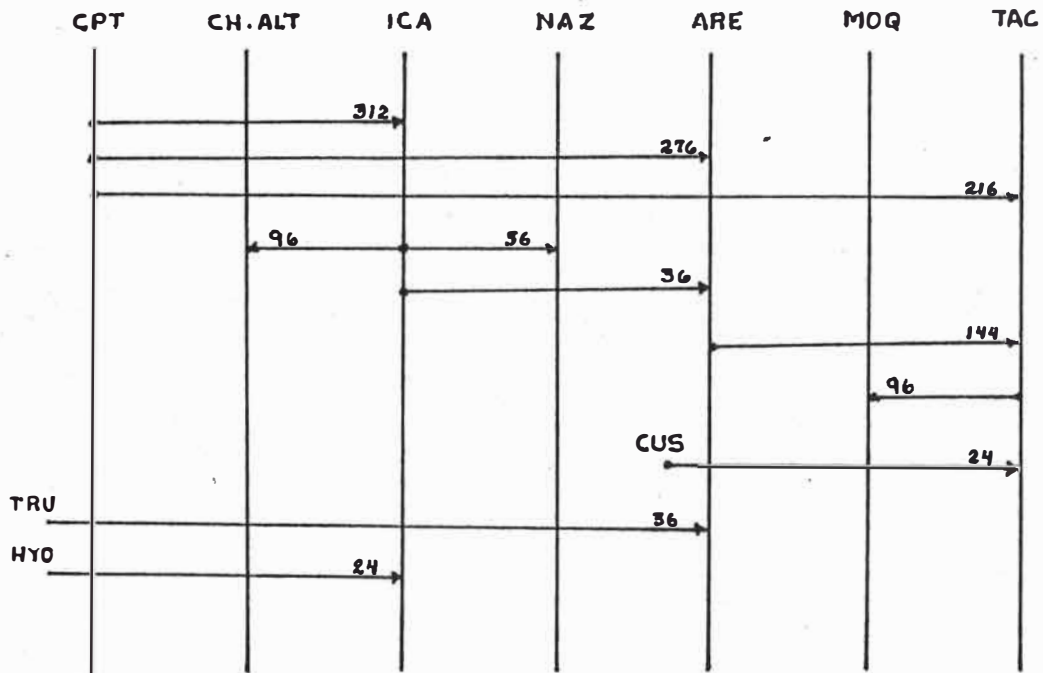 CPT CH.ALT ICA NAZ ARE MOQ TAC
312
276
216
96 36
36
144
96
CUS
24
TRU
36
HYO
24